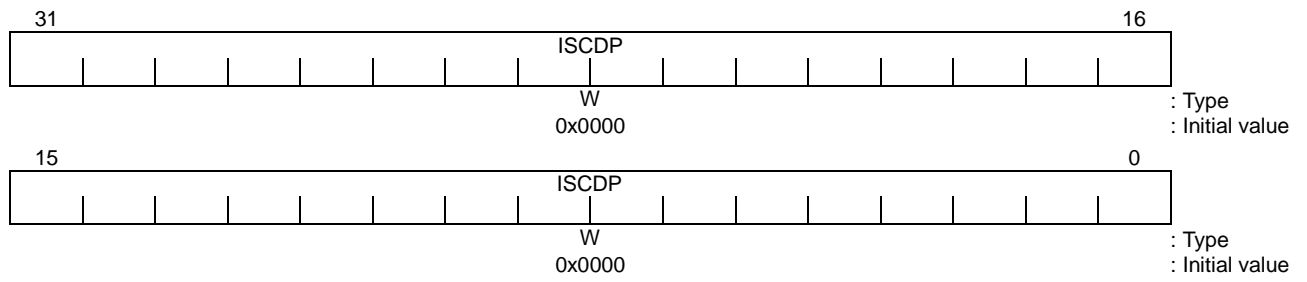 31 16
ISCDP
W : Type
0x0000 : Initial value
15 0
ISCDP
W : Type
0x0000 : Initial value